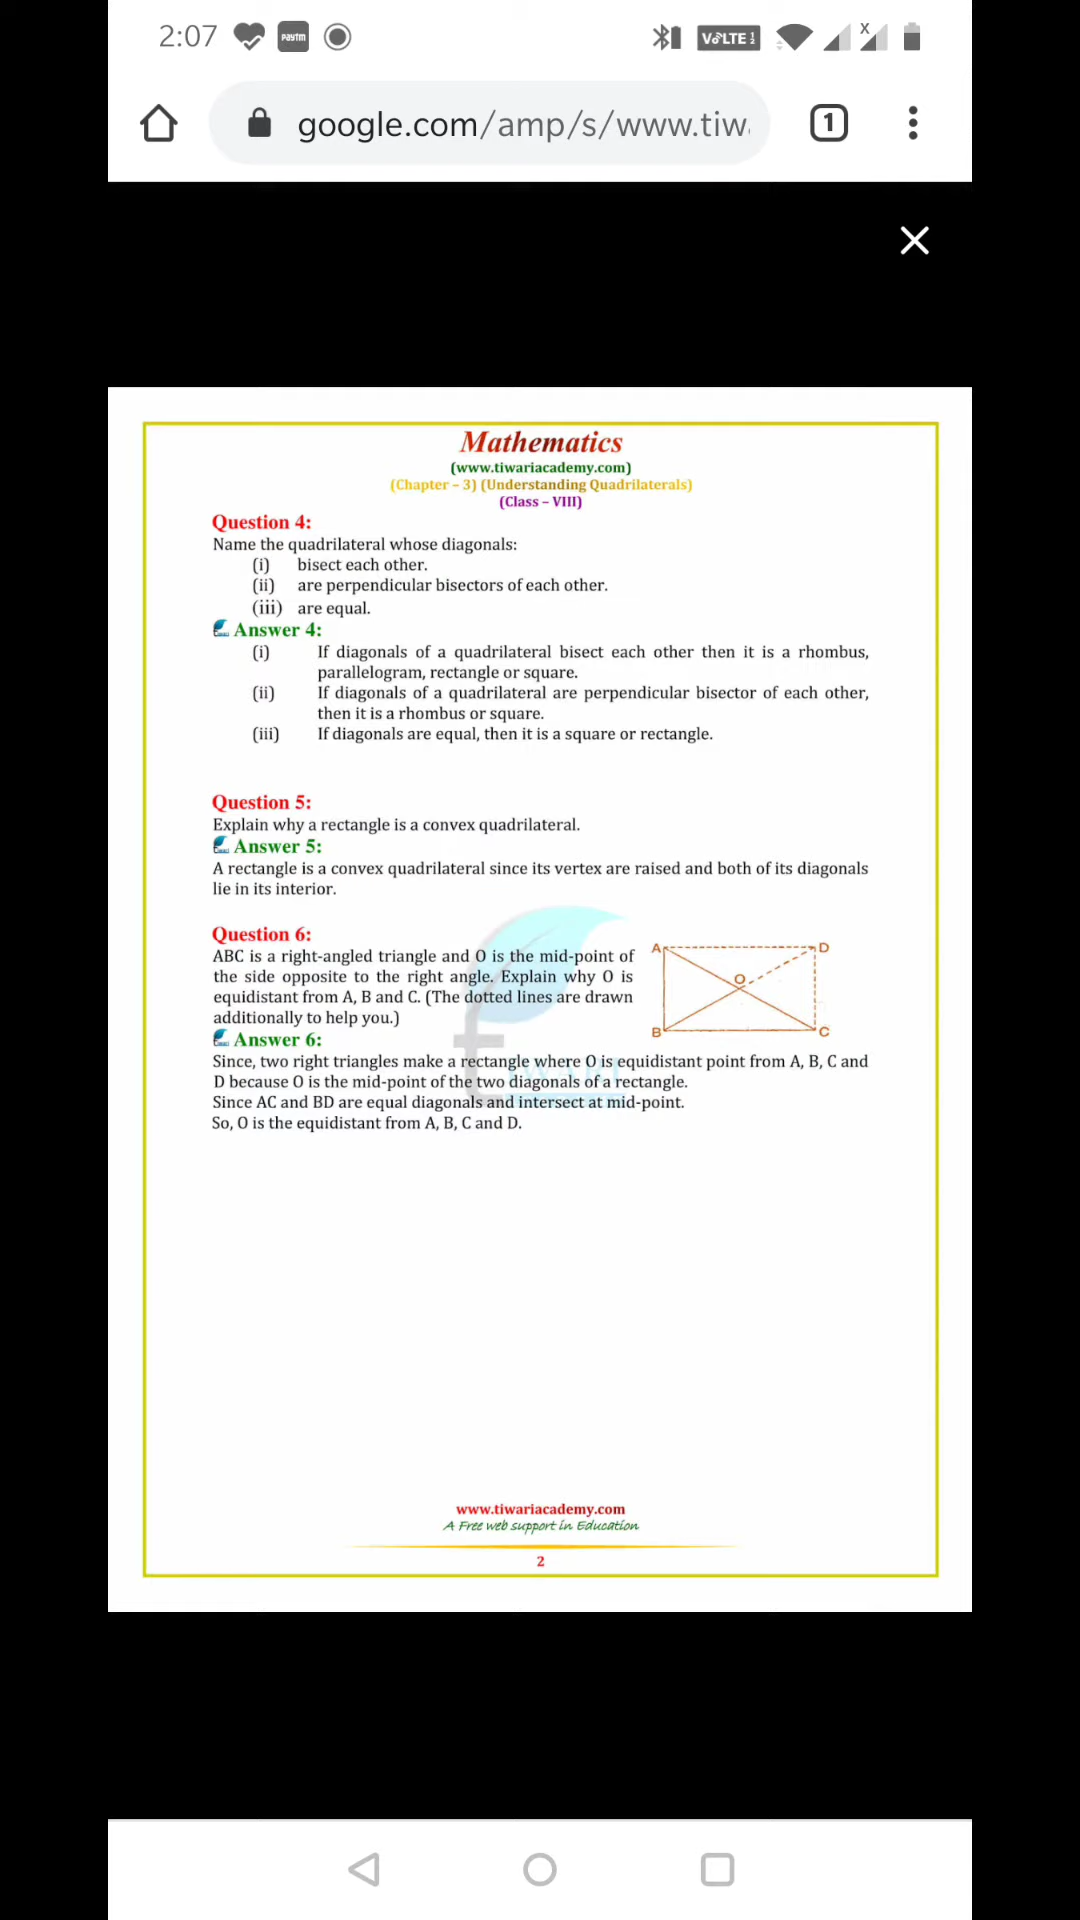 2:07 paytm VoLTE x
google.com/amp/s/www.tiw
1
Mathematics
(www.tiwariacademy.com)
(Chapter – 3) (Understanding Quadrilaterals)
(Class – VIII)
Question 4:
Name the quadrilateral whose diagonals:
(i) bisect each other.
(ii) are perpendicular bisectors of each other.
(iii) are equal.
Answer 4:
(i) If diagonals of a quadrilateral bisect each other then it is a rhombus,
parallelogram, rectangle or square.
(ii) If diagonals of a quadrilateral are perpendicular bisector of each other,
then it is a rhombus or square.
(iii) If diagonals are equal, then it is a square or rectangle.
Question 5:
Explain why a rectangle is a convex quadrilateral.
Answer 5:
A rectangle is a convex quadrilateral since its vertex are raised and both of its diagonals
lie in its interior.
Question 6:
ABC is a right-angled triangle and O is the mid-point of
the side opposite to the right angle. Explain why O is
equidistant from A, B and C. (The dotted lines are drawn
additionally to help you.)
A D
O
B C
Answer 6:
Since, two right triangles make a rectangle where O is equidistant point from A, B, C and
D because O is the mid-point of the two diagonals of a rectangle.
Since AC and BD are equal diagonals and intersect at mid-point.
So, O is the equidistant from A, B, C and D.
www.tiwariacademy.com
A Free web support in Education
2